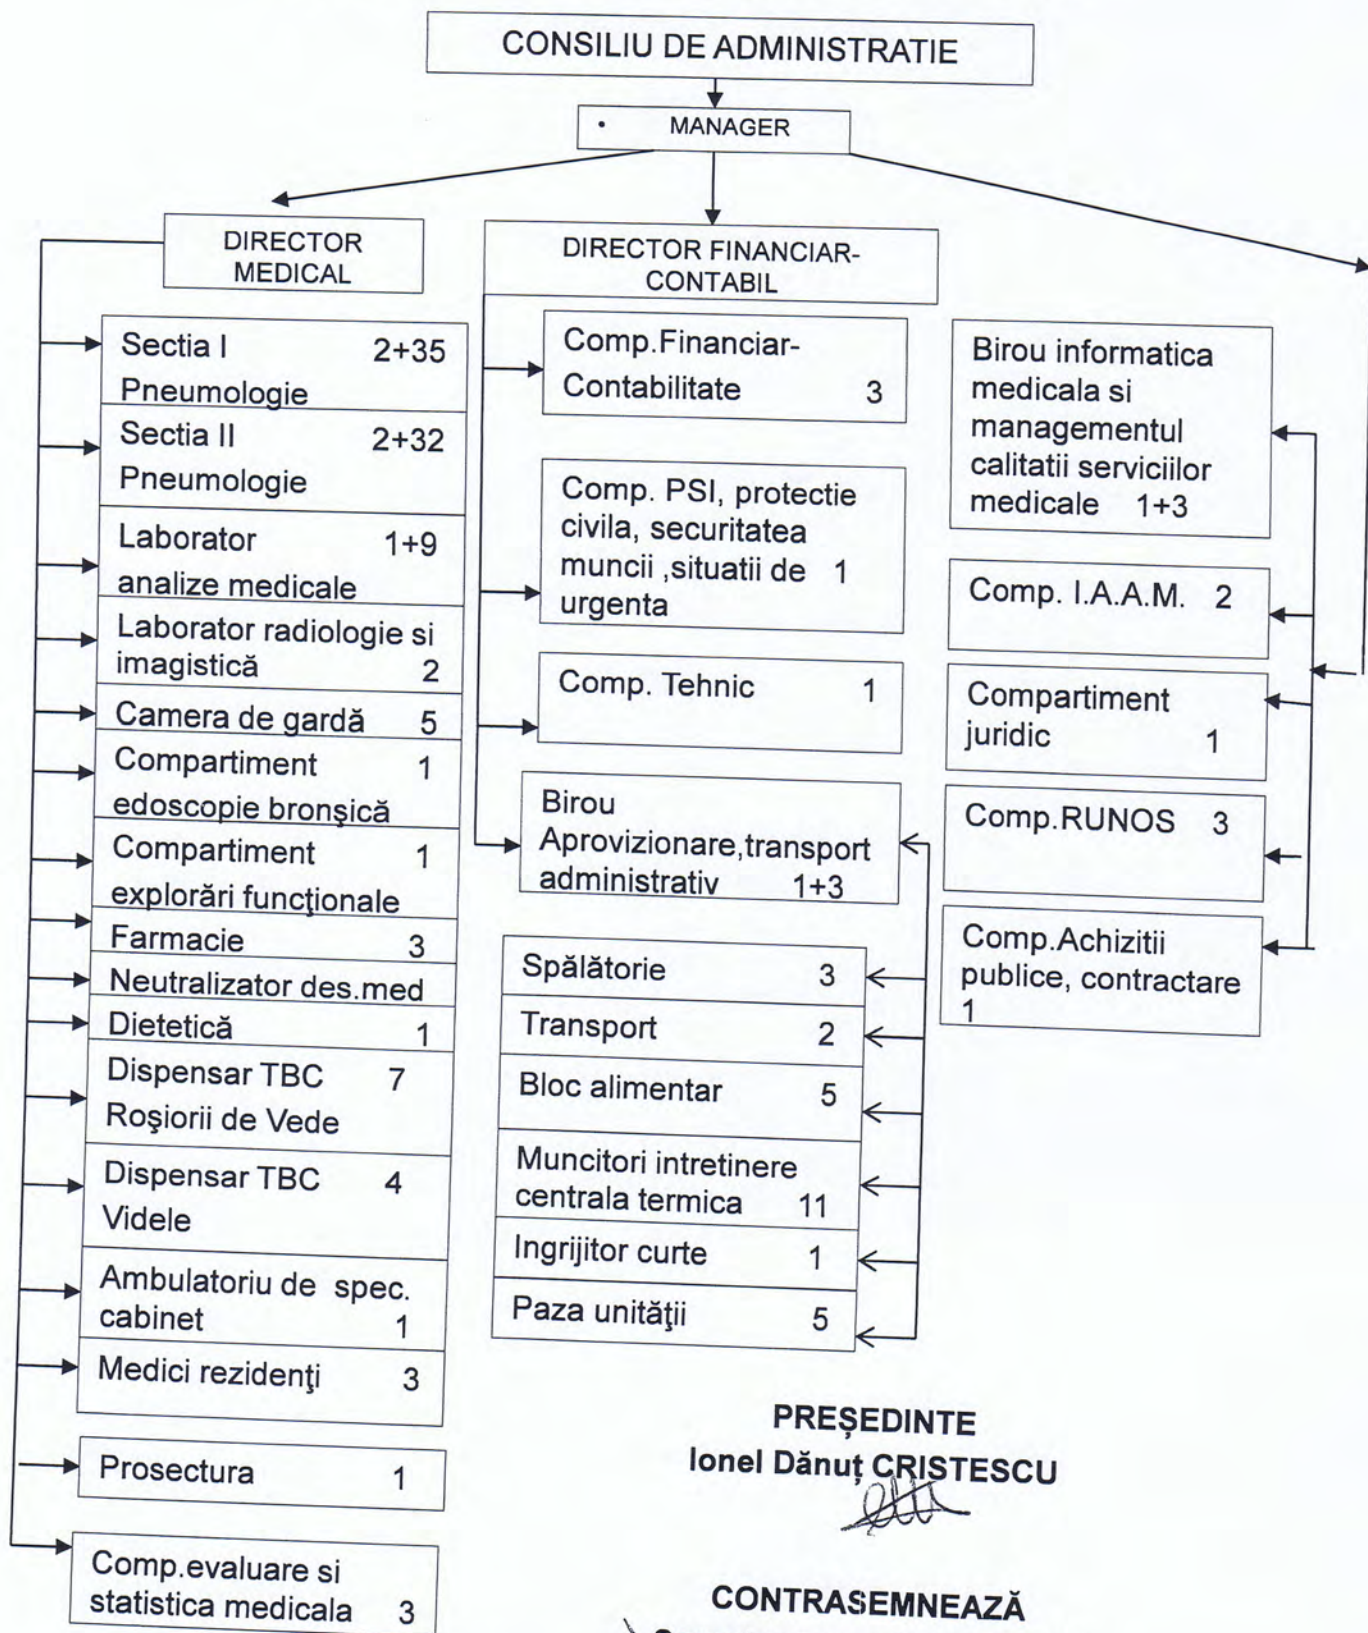 CONSILIU DE ADMINISTRATIE
• MANAGER
DIRECTOR
MEDICAL
Sectia I 2+35
Pneumologie
Sectia II 2+32
Pneumologie
Laborator 1+9
analize medicale
Laborator radiologie si
imagistică 2
Camera de gardă 5
Compartiment 1
edoscopie bronşică
Compartiment 1
explorări funcţionale
Farmacie 3
Neutralizator des.med
Dietetică 1
Dispensar TBC 7
Roşiorii de Vede
Dispensar TBC 4
Videle
Ambulatoriu de spec.
cabinet 1
Medici rezidenţi 3
Prosectura 1
Comp.evaluare si
statistica medicala 3
DIRECTOR FINANCIAR-
CONTABIL
Comp.Financiar-
Contabilitate 3
Comp. PSI, protectie
civila, securitatea
muncii ,situatii de 1
urgenta
Comp. Tehnic 1
Birou
Aprovizionare,transport
administrativ 1+3
Spălătorie 3
Transport 2
Bloc alimentar 5
Muncitori intretinere
centrala termica 11
Ingrijitor curte 1
Paza unităţii 5
Birou informatica
medicala si
managementul
calitatii serviciilor
medicale 1+3
Comp. I.A.A.M. 2
Compartiment
juridic 1
Comp.RUNOS 3
Comp.Achizitii
publice, contractare
1
PREȘEDINTE
Ionel Dănuț CRISTESCU
CONTRASEMNEAZĂ